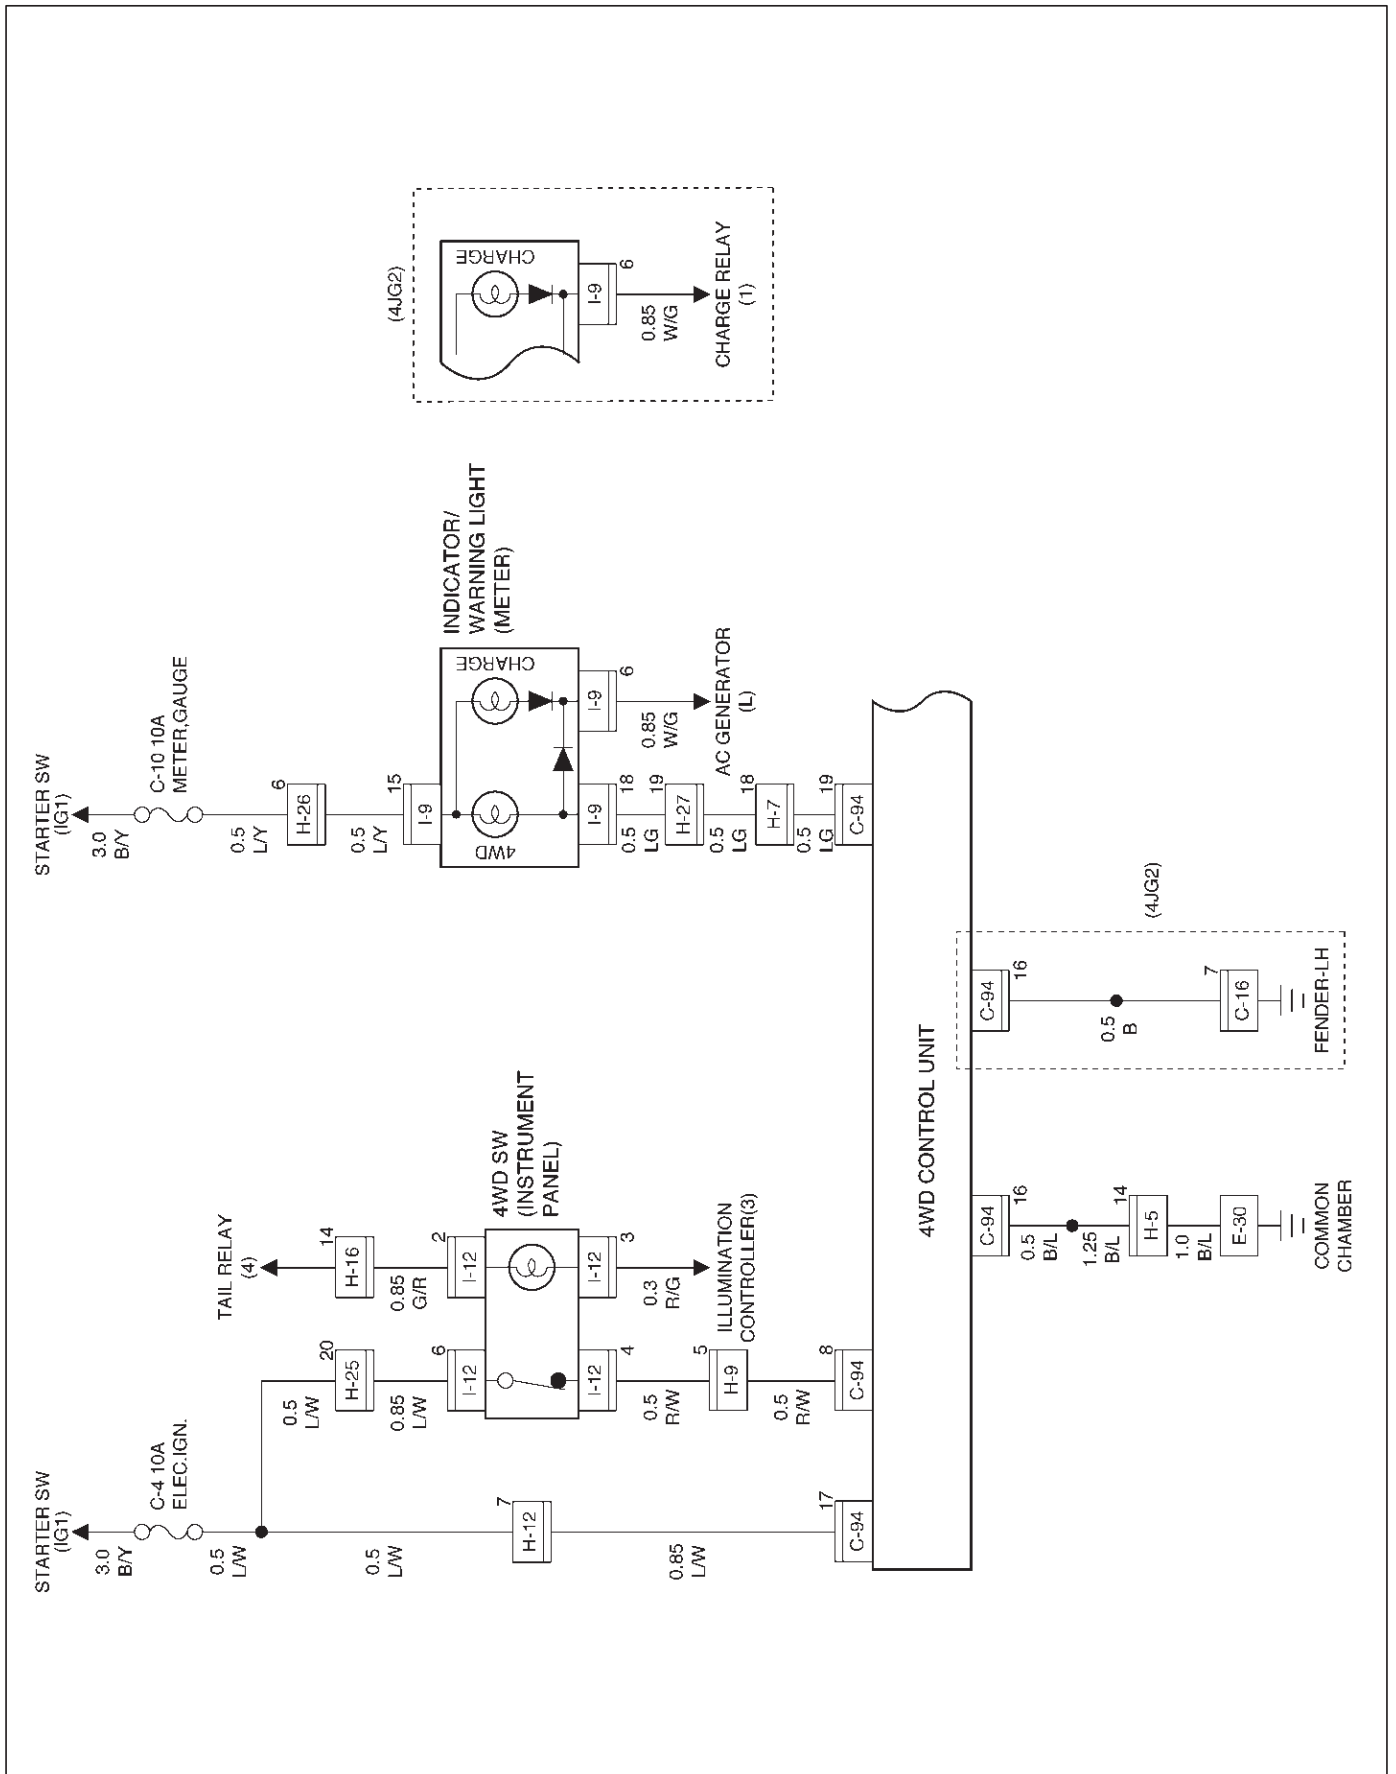 STARTER SW
(IG1)
3.0
B/Y
C-4 10A
ELEC.IGN.
0.5
L/W
0.5
L/W
7
H-12
0.85
L/W
17
C-94
0.5
L/W
20
H-25
0.85
L/W
6
I-12
I-12
4
0.5
R/W
5
H-9
0.5
R/W
8
C-94
TAIL RELAY
(4)
14
H-16
0.85
G/R
2
I-12
4WD SW
(INSTRUMENT
PANEL)
I-12
3
0.3
R/G
ILLUMINATION
CONTROLLER(3)
STARTER SW
(IG1)
3.0
B/Y
C-10 10A
METER,GAUGE
0.5
L/Y
6
H-26
0.5
L/Y
15
I-9
4WD
CHARGE
INDICATOR/
WARNING LIGHT
(METER)
I-9
18
0.5
LG
19
H-27
0.5
LG
18
H-7
0.5
LG
19
C-94
I-9
6
0.85
W/G
AC GENERATOR
(L)
(4JG2)
CHARGE
I-9
6
0.85
W/G
CHARGE RELAY
(1)
4WD CONTROL UNIT
C-94
16
0.5
B/L
1.25
B/L
14
H-5
1.0
B/L
E-30
COMMON
CHAMBER
C-94
16
0.5
B
7
C-16
FENDER-LH
(4JG2)